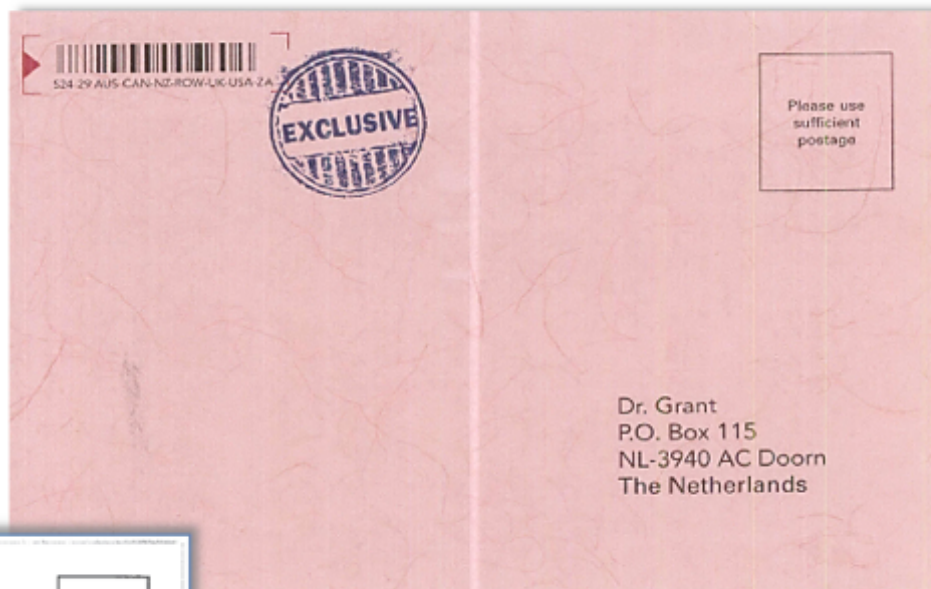 524-29 AUS-CAN-NZ-ROW-UK-USA-ZA
EXCLUSIVE
Please use
sufficient
postage
Dr. Grant
P.O. Box 115
NL-3940 AC Doorn
The Netherlands